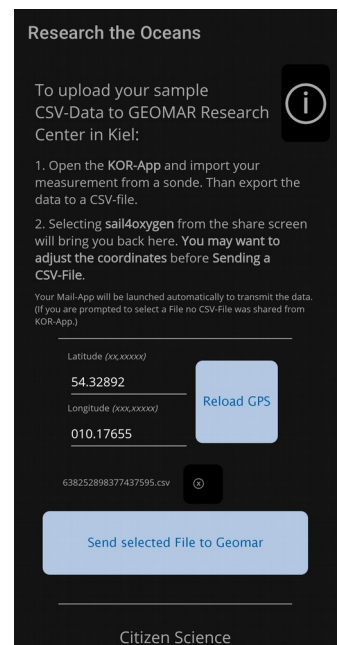 Research the Oceans
To upload your sample
CSV-Data to GEOMAR Research
Center in Kiel:
1. Open the KOR-App and import your
measurement from a sonde. Than export the
data to a CSV-file.
2. Selecting sail4oxygen from the share screen
will bring you back here. You may want to
adjust the coordinates before Sending a
CSV-File.
Your Mail-App will be launched automatically to transmit the data.
(If you are prompted to select a File no CSV-File was shared from
KOR-App.)
Latitude (xx,xxxxx)
54.32892
Longitude (xxx,xxxxx)
010.17655
Reload GPS
638252898377437595.csv
Send selected File to Geomar
Citizen Science